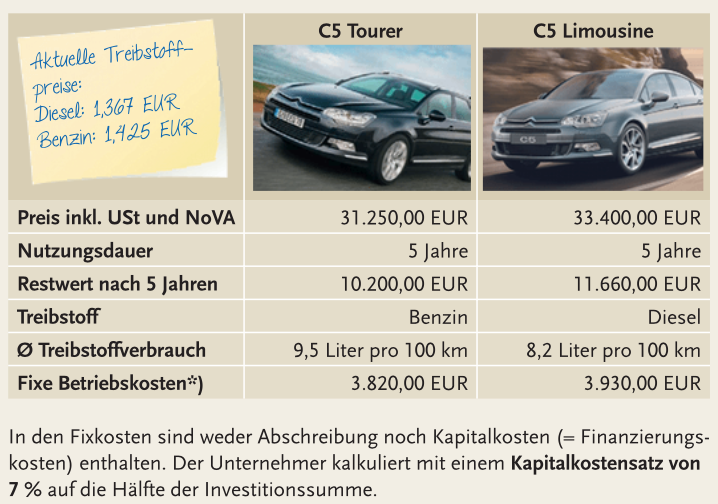 Aktuelle Treibstoff-
preise:
Diesel: 1,367 EUR
Benzin: 1,425 EUR
C5 Tourer
C5 Limousine
C5
Preis inkl. USt und NoVA 31.250,00 EUR 33.400,00 EUR
Nutzungsdauer 5 Jahre 5 Jahre
Restwert nach 5 Jahren 10.200,00 EUR 11.660,00 EUR
Treibstoff Benzin Diesel
Ø Treibstoffverbrauch 9,5 Liter pro 100 km 8,2 Liter pro 100 km
Fixe Betriebskosten*) 3.820,00 EUR 3.930,00 EUR
In den Fixkosten sind weder Abschreibung noch Kapitalkosten (= Finanzierungs-
kosten) enthalten. Der Unternehmer kalkuliert mit einem Kapitalkostensatz von
7 % auf die Hälfte der Investitionssumme.